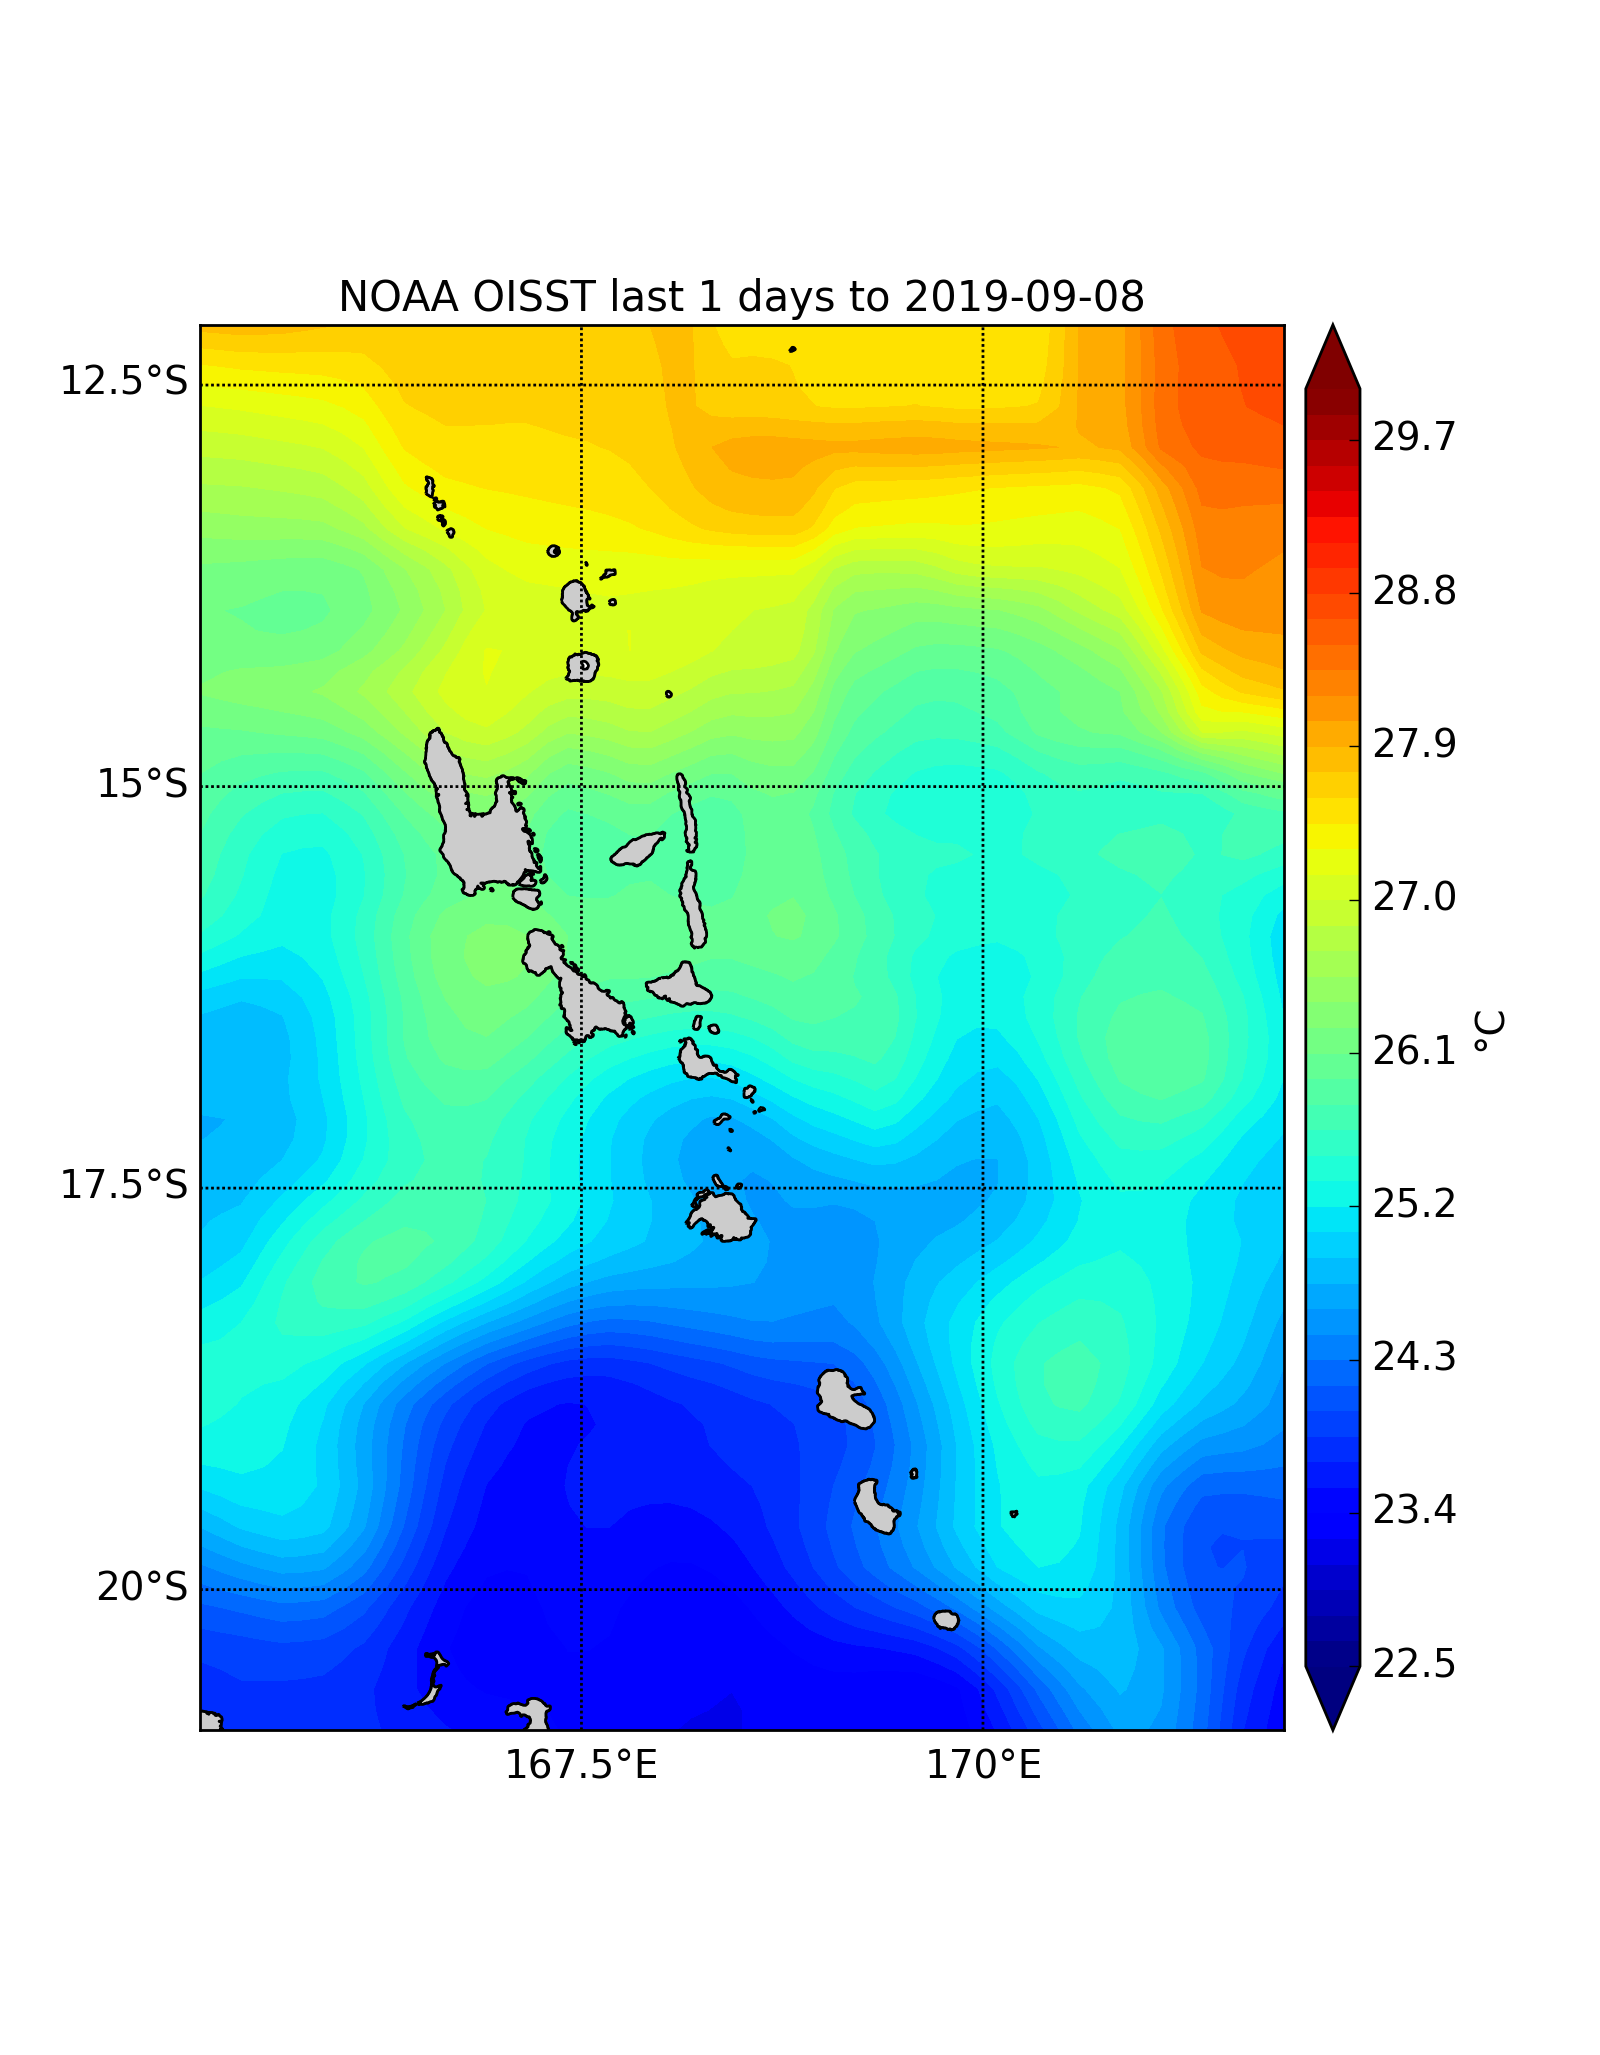 NOAA OISST last 1 days to 2019-09-08
12.5°S
15°S
17.5°S
20°S
167.5°E
170°E
29.7
28.8
27.9
27.0
26.1
25.2
24.3
23.4
22.5
°C